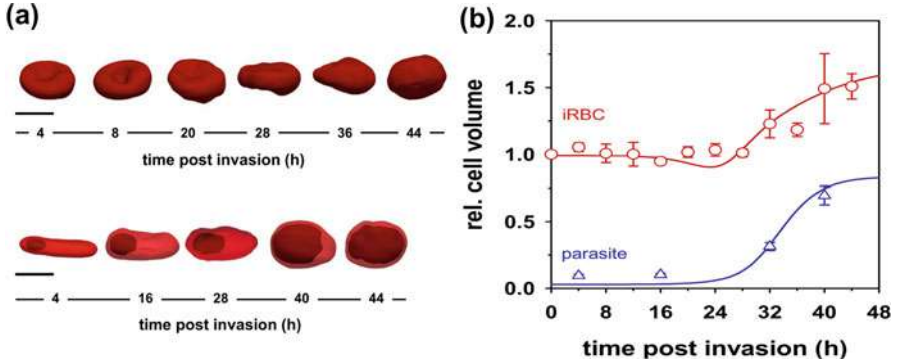 (a)
4 8 20 28 36 44
time post invasion (h)
4 16 28 40 44
time post invasion (h)
(b)
2.0
1.5
1.0
0.5
0.0
rel. cell volume
iRBC
parasite
0 8 16 24 32 40 48
time post invasion (h)